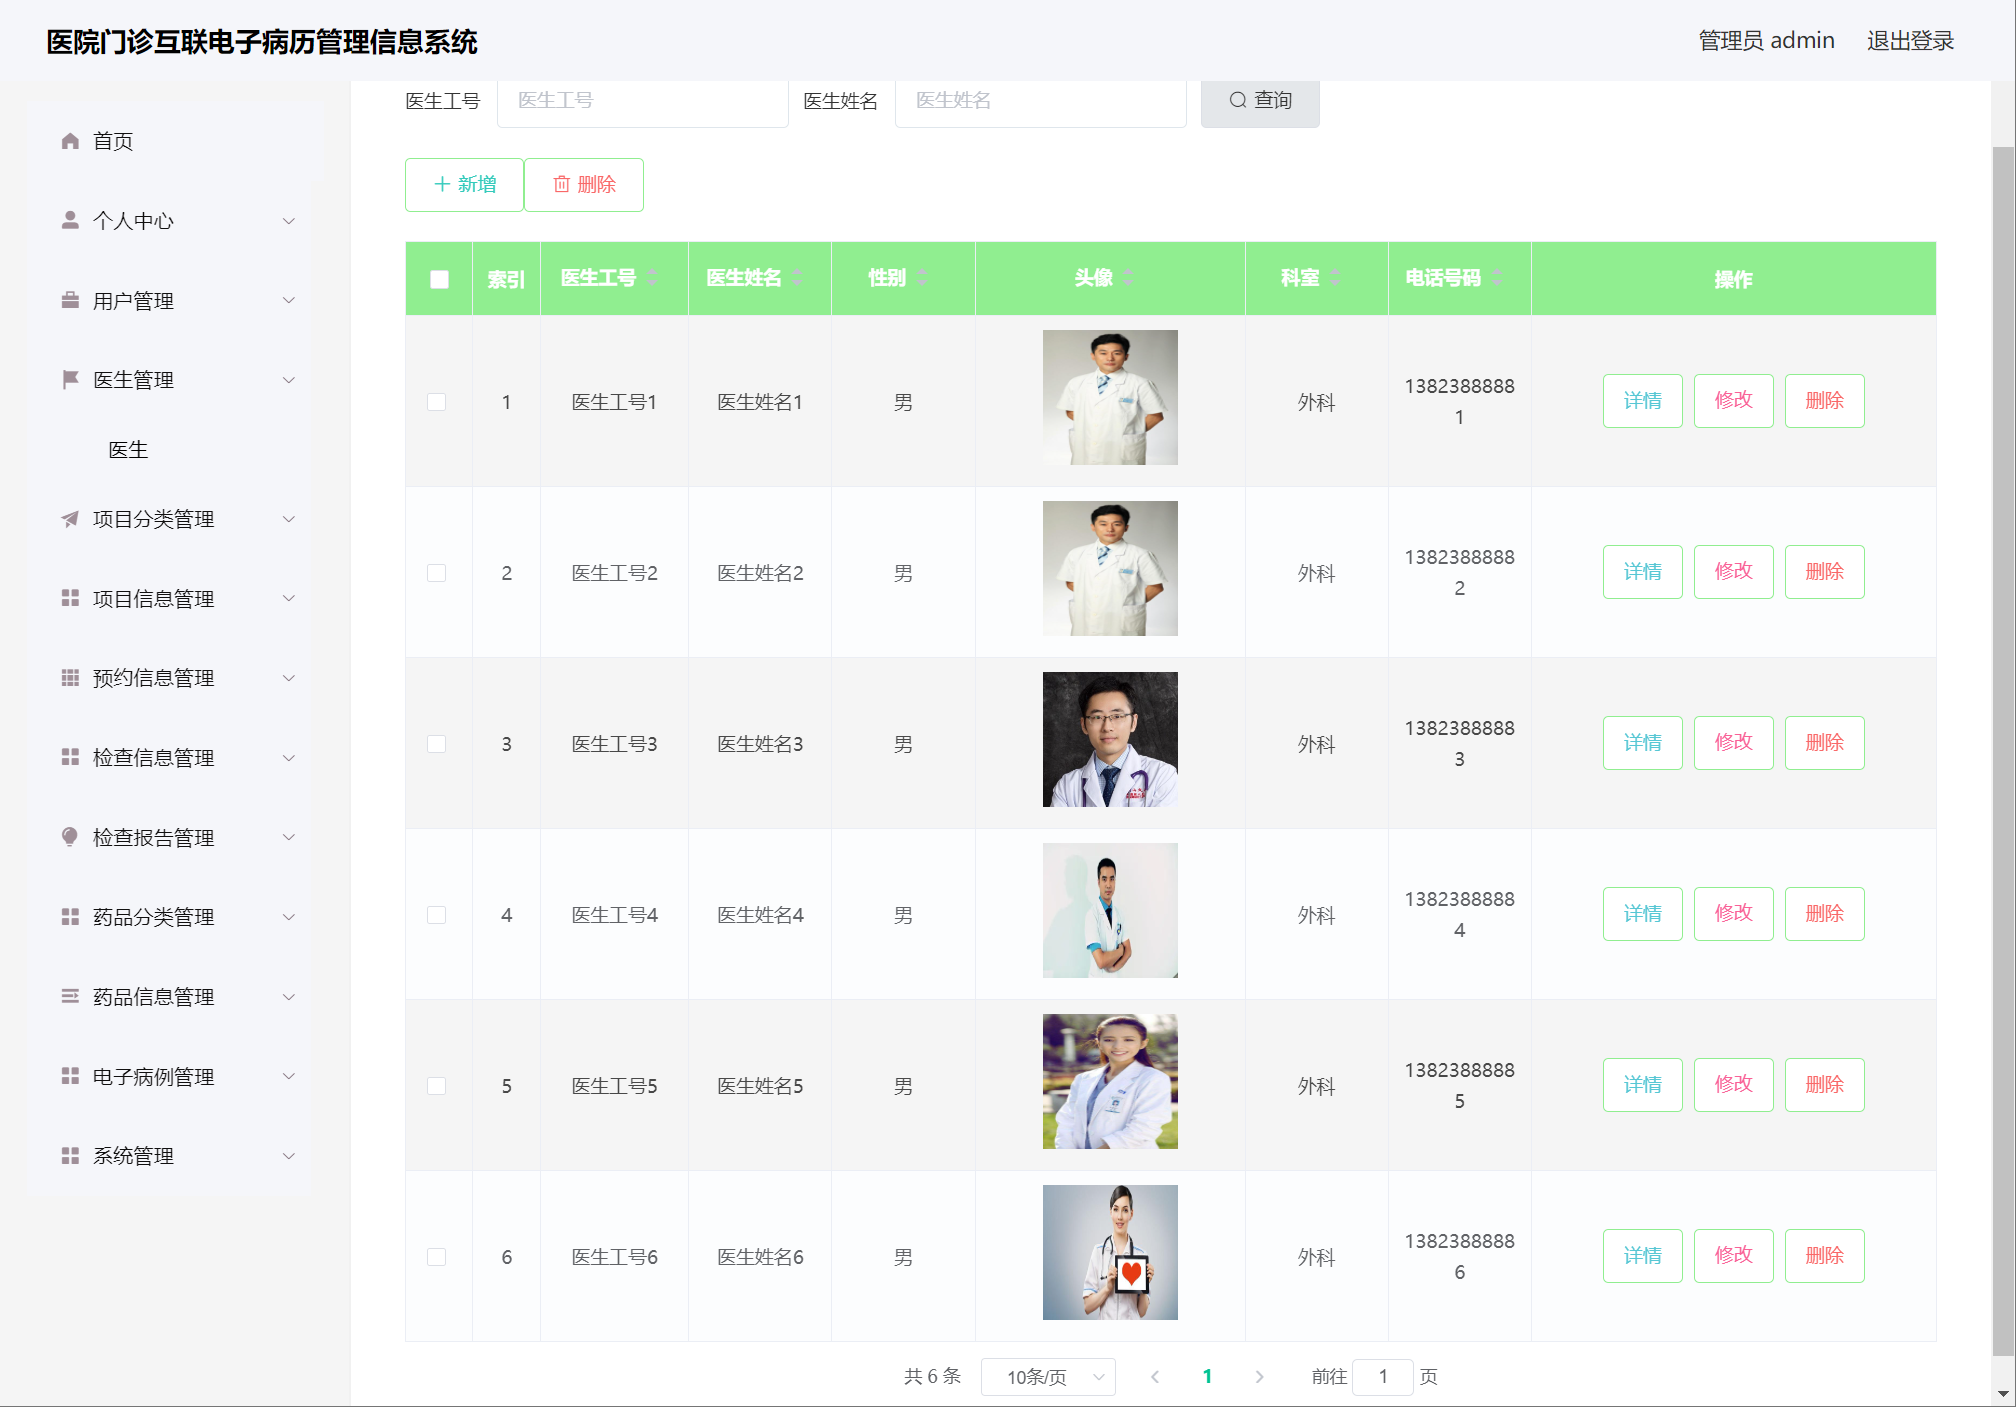 医院门诊互联电子病历管理信息系统
管理员 admin 退出登录
首页
个人中心
用户管理
医生管理
医生
项目分类管理
项目信息管理
预约信息管理
检查信息管理
检查报告管理
药品分类管理
药品信息管理
电子病例管理
系统管理
医生工号 医生工号 医生姓名 医生姓名 查询
新增 删除
索引 医生工号 医生姓名 性别 头像 科室 电话号码 操作
1 医生工号1 医生姓名1 男 外科 1382388888
1 详情 修改 删除
2 医生工号2 医生姓名2 男 外科 1382388888
2 详情 修改 删除
3 医生工号3 医生姓名3 男 外科 1382388888
3 详情 修改 删除
4 医生工号4 医生姓名4 男 外科 1382388888
4 详情 修改 删除
5 医生工号5 医生姓名5 男 外科 1382388888
5 详情 修改 删除
6 医生工号6 医生姓名6 男 外科 1382388888
6 详情 修改 删除
共 6 条 10条/页 1 前往 1 页